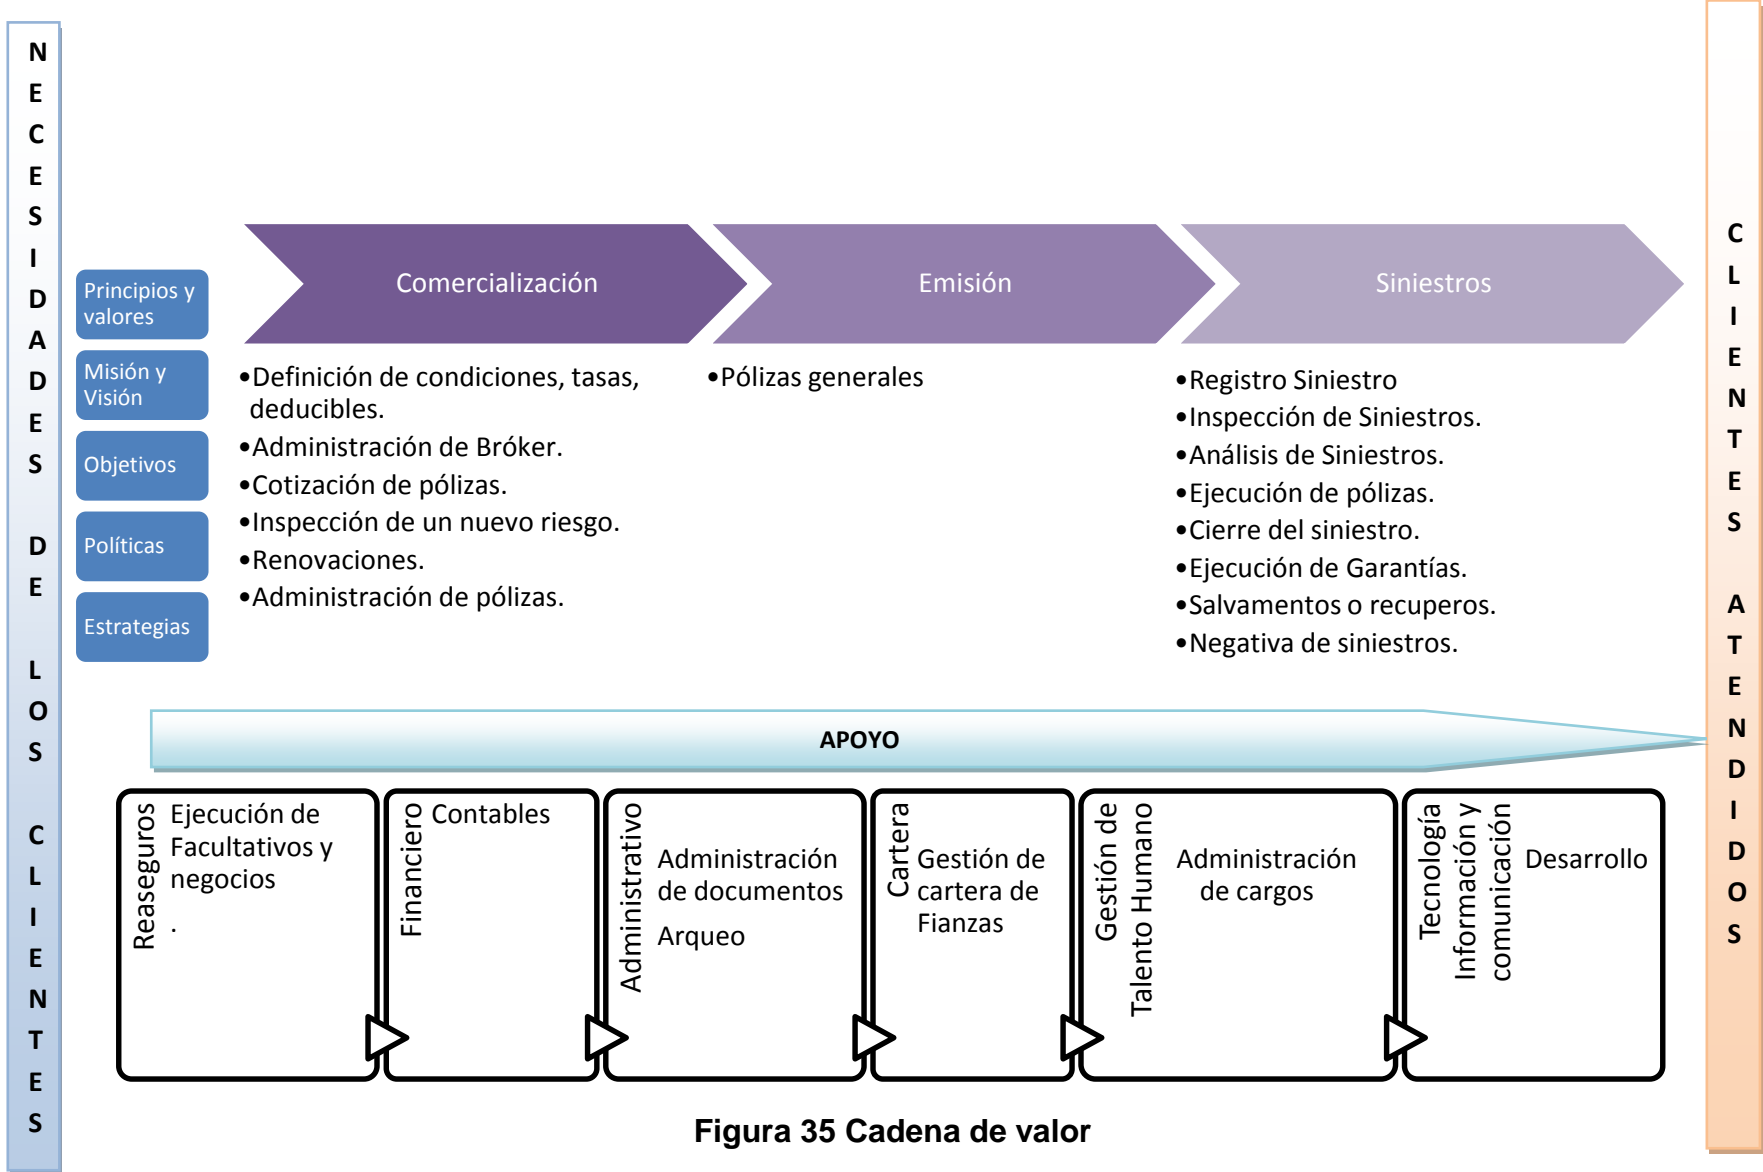 NECESIDADES DE LOS CLIENTES
Principios y
valores
Misión y
Visión
Objetivos
Políticas
Estrategias
Comercialización
•Definición de condiciones, tasas,
deducibles.
•Administración de Bróker.
•Cotización de pólizas.
•Inspección de un nuevo riesgo.
•Renovaciones.
•Administración de pólizas.
Emisión
•Pólizas generales
Siniestros
•Registro Siniestro
•Inspección de Siniestros.
•Análisis de Siniestros.
•Ejecución de pólizas.
•Cierre del siniestro.
•Ejecución de Garantías.
•Salvamentos o recuperos.
•Negativa de siniestros.
APOYO
Reaseguros
Ejecución de
Facultativos y
negocios
.
Financiero
Contables
Administrativo
Administración
de documentos
Arqueo
Cartera
Gestión de
cartera de
Fianzas
Gestión de
Talento Humano
Administración
de cargos
Tecnología
Información y
comunicación
Desarrollo
CLIENTES ATENDIDOS
Figura 35 Cadena de valor